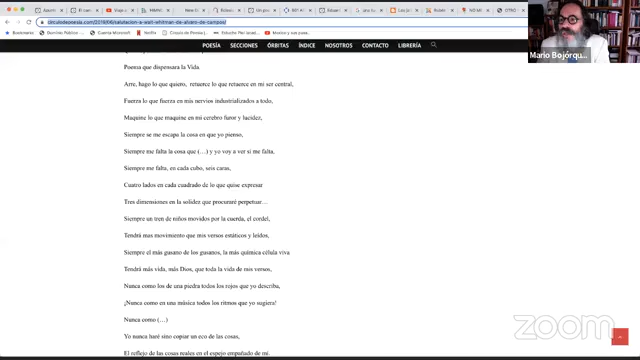 circulodepoesia.com/2019/06/salutacion-a-walt-whitman-de-alvaro-de-campos/
POESÍA SECCIONES ÓRBITAS ÍNDICE NOSOTROS CONTACTO LIBRERÍA
Mario Bojórqu...
Poema que dispensara la Vida.
Arte, hago lo que quiero, retuerce lo que retuerce en mi ser central,
Fuerza lo que fuerza en mis nervios industrializados a todo,
Maquine lo que maquine en mi cerebro furor y lucidez,
Siempre se me escapa la cosa en que yo pienso,
Siempre me falta la cosa que (…) y yo voy a ver si me falta,
Siempre me falta, en cada cubo, seis caras,
Cuatro lados en cada cuadrado de lo que quise expresar
Tres dimensiones en la solidez que procuraré perpetuar…
Siempre un tren de niños movidos por la cuerda, el cordel,
Tendrá mas movimiento que mis versos estáticos y leídos,
Siempre el más gusano de los gusanos, la más química célula viva
Tendrá más vida, más Dios, que toda la vida de mis versos,
Nunca como los de una piedra todos los rojos que yo describa,
¡Nunca como en una música todos los ritmos que yo sugiera!
Nunca como (…)
Yo nunca haré sino copiar un eco de las cosas,
El reflejo de las cosas reales en el espejo empañado de mí.
zoom